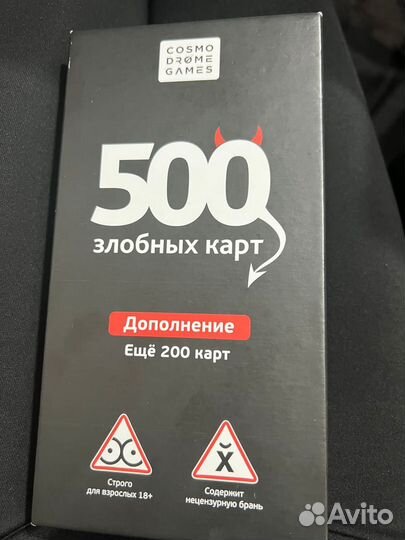 COSMO
DRØME
GAMES
500
злобных карт
Дополнение
Ещё 200 карт
Строго
для взрослых 18+
X̆
Содержит
нецензурную брань
Avito